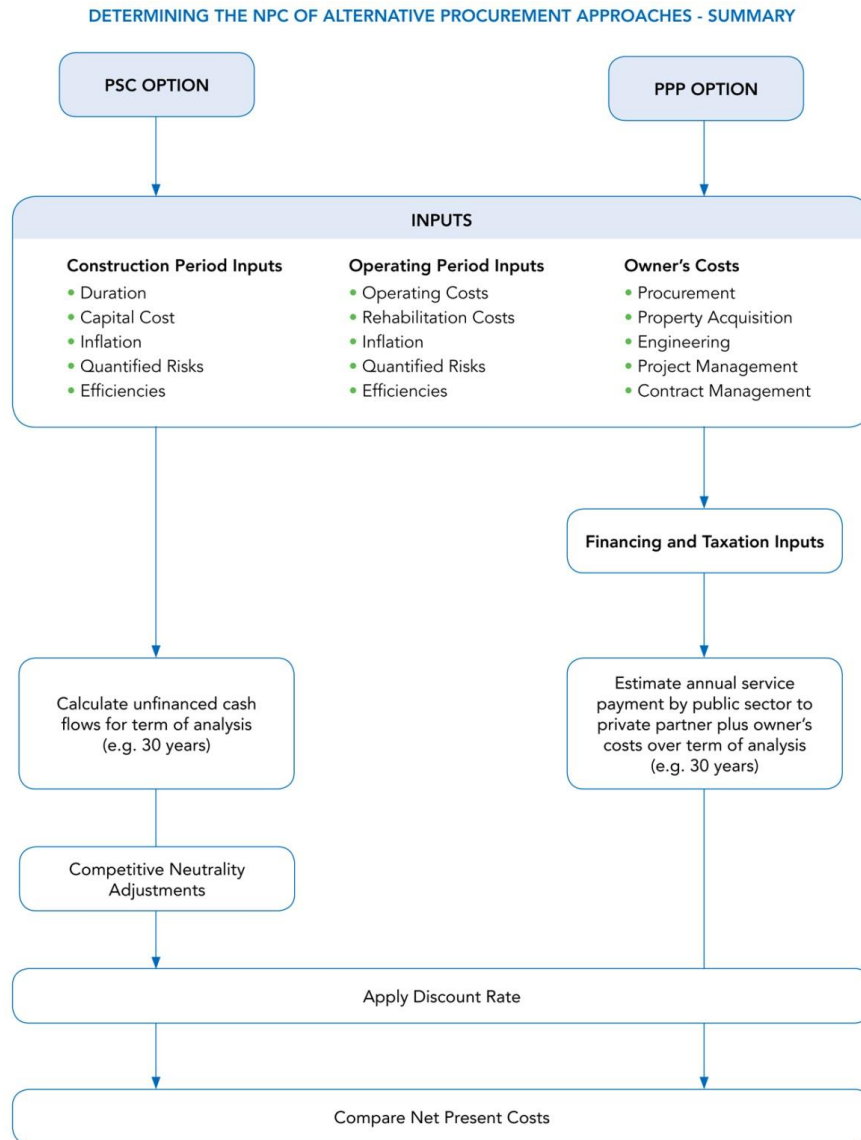 DETERMINING THE NPC OF ALTERNATIVE PROCUREMENT APPROACHES - SUMMARY
PSC OPTION
PPP OPTION
INPUTS
Construction Period Inputs
• Duration
• Capital Cost
• Inflation
• Quantified Risks
• Efficiencies
Operating Period Inputs
• Operating Costs
• Rehabilitation Costs
• Inflation
• Quantified Risks
• Efficiencies
Owner's Costs
• Procurement
• Property Acquisition
• Engineering
• Project Management
• Contract Management
Financing and Taxation Inputs
Calculate unfinanced cash
flows for term of analysis
(e.g. 30 years)
Estimate annual service
payment by public sector to
private partner plus owner's
costs over term of analysis
(e.g. 30 years)
Competitive Neutrality
Adjustments
Apply Discount Rate
Compare Net Present Costs